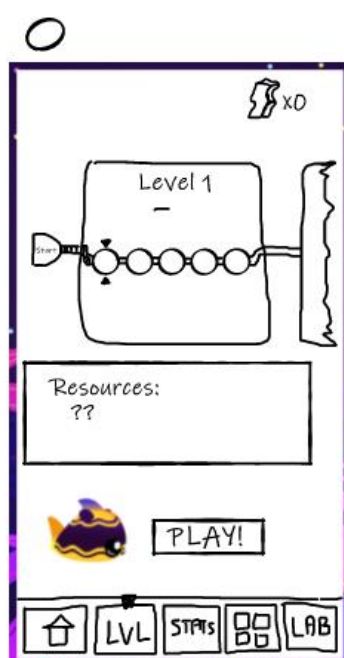 x0
Level 1
Start
Resources:
??
PLAY!
LVL
STATS
LAB